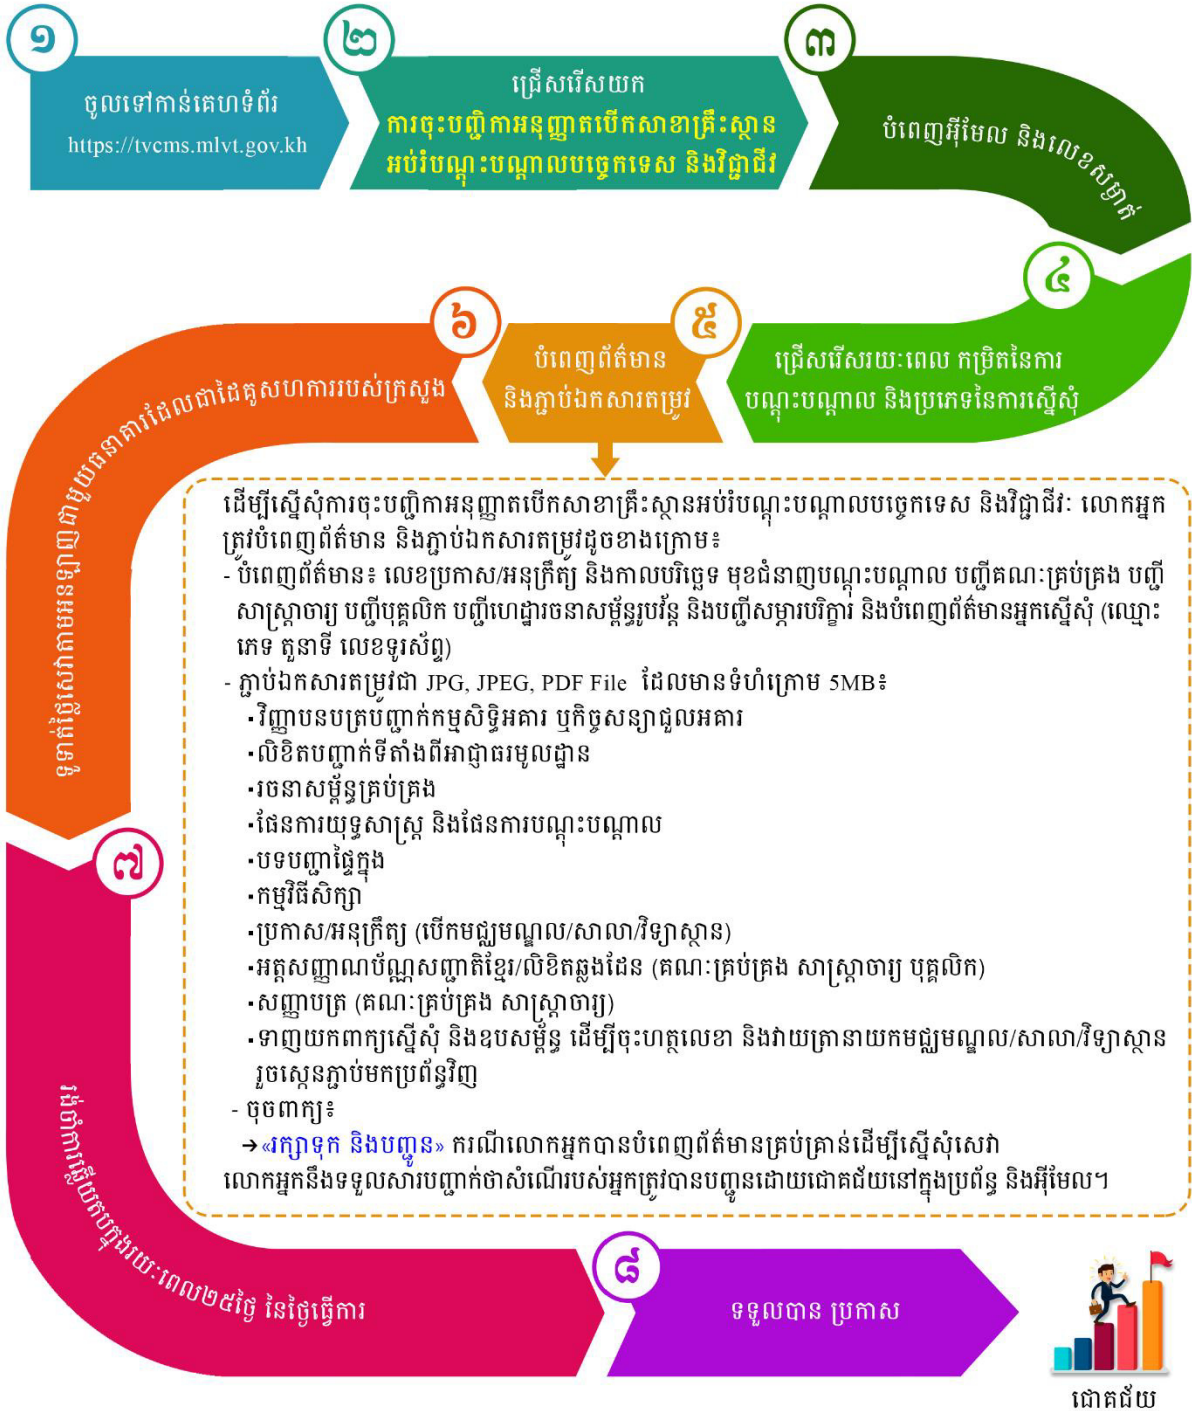 ១
ចូលទៅកាន់គេហទំព័រ
https://tvcms.mlvt.gov.kh
២
ជ្រើសរើសយក
ការចុះបញ្ជិកាអនុញ្ញាតបើកសាខាគ្រឹះស្ថាន
អប់រំបណ្តុះបណ្តាលបច្ចេកទេស និងវិជ្ជាជីវ
៣
បំពេញអ៊ីមែល និងលេខសម្ងាត់
៤
ជ្រើសរើសរយៈពេល កម្រិតនៃការ
បណ្តុះបណ្តាល និងប្រភេទនៃការស្នើសុំ
៥
បំពេញព័ត៌មាន
និងភ្ជាប់ឯកសារតម្រូវ
៦
ទូទាត់ថ្លៃសេវាតាមអនឡាញជាមួយធនាគារដែលជាដៃគូសហការរបស់ក្រសួង
ដើម្បីស្នើសុំការចុះបញ្ជិកាអនុញ្ញាតបើកសាខាគ្រឹះស្ថានអប់រំបណ្តុះបណ្តាលបច្ចេកទេស និងវិជ្ជាជីវៈ លោកអ្នក
ត្រូវបំពេញព័ត៌មាន និងភ្ជាប់ឯកសារតម្រូវដូចខាងក្រោម៖
- បំពេញព័ត៌មាន៖ លេខប្រកាស/អនុក្រឹត្យ និងកាលបរិច្ឆេទ មុខជំនាញបណ្តុះបណ្តាល បញ្ជីគណៈគ្រប់គ្រង បញ្ជី
សាស្ត្រាចារ្យ បញ្ជីបុគ្គលិក បញ្ជីហេដ្ឋារចនាសម្ព័ន្ធរូបវ័ន្ត និងបញ្ជីសម្ភារបរិក្ខារ និងបំពេញព័ត៌មានអ្នកស្នើសុំ (ឈ្មោះ
ភេទ តួនាទី លេខទូរស័ព្ទ)
- ភ្ជាប់ឯកសារតម្រូវជា JPG, JPEG, PDF File ដែលមានទំហំក្រោម 5MB៖
▪វិញ្ញាបនបត្របញ្ជាក់កម្មសិទ្ធិអគារ ឬកិច្ចសន្យាជួលអគារ
▪លិខិតបញ្ជាក់ទីតាំងពីអាជ្ញាធរមូលដ្ឋាន
▪រចនាសម្ព័ន្ធគ្រប់គ្រង
▪ផែនការយុទ្ធសាស្ត្រ និងផែនការបណ្តុះបណ្តាល
▪បទបញ្ជាផ្ទៃក្នុង
▪កម្មវិធីសិក្សា
▪ប្រកាស/អនុក្រឹត្យ (បើកមជ្ឈមណ្ឌល/សាលា/វិទ្យាស្ថាន)
▪អត្តសញ្ញាណប័ណ្ណសញ្ជាតិខ្មែរ/លិខិតឆ្លងដែន (គណៈគ្រប់គ្រង សាស្ត្រាចារ្យ បុគ្គលិក)
▪សញ្ញាបត្រ (គណៈគ្រប់គ្រង សាស្ត្រាចារ្យ)
▪ទាញយកពាក្យស្នើសុំ និងឧបសម្ព័ន្ធ ដើម្បីចុះហត្ថលេខា និងវាយត្រានាយកមជ្ឈមណ្ឌល/សាលា/វិទ្យាស្ថាន
រួចស្កេនភ្ជាប់មកប្រព័ន្ធវិញ
- ចុចពាក្យ៖
➔«រក្សាទុក និងបញ្ជូន» ករណីលោកអ្នកបានបំពេញព័ត៌មានគ្រប់គ្រាន់ដើម្បីស្នើសុំសេវា
លោកអ្នកនឹងទទួលសារបញ្ជាក់ថាសំណើរបស់អ្នកត្រូវបានបញ្ជូនដោយជោគជ័យនៅក្នុងប្រព័ន្ធ និងអ៊ីមែល។
៧
រង់ចាំការឆ្លើយតបក្នុងរយៈពេល២៥ថ្ងៃ នៃថ្ងៃធ្វើការ
៨
ទទួលបាន ប្រកាស
ជោគជ័យ